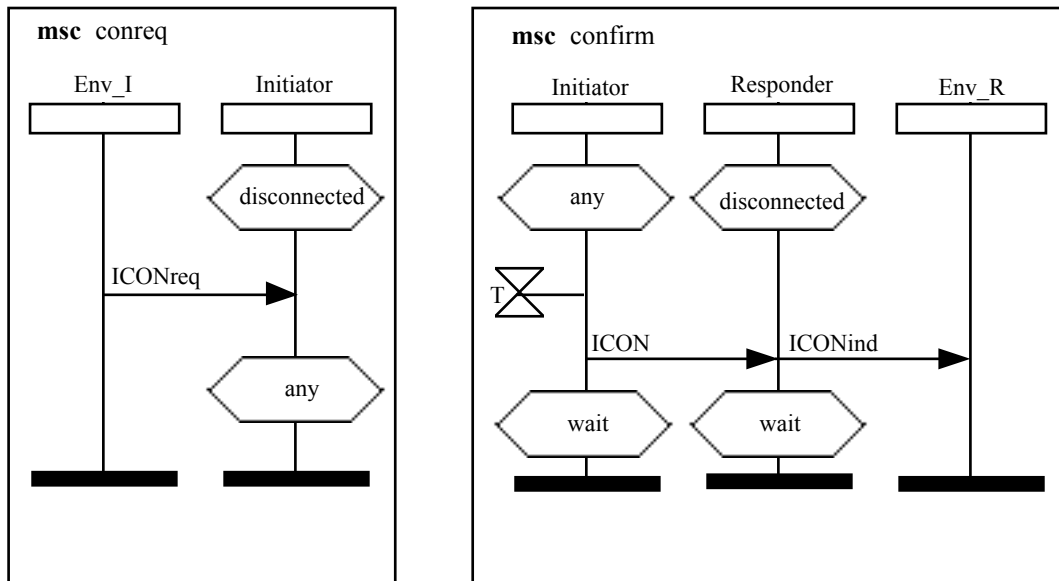 msc conreq
Env_I Initiator
disconnected
ICONreq
any
msc confirm
Initiator Responder Env_R
any disconnected
T
ICON ICONind
wait wait